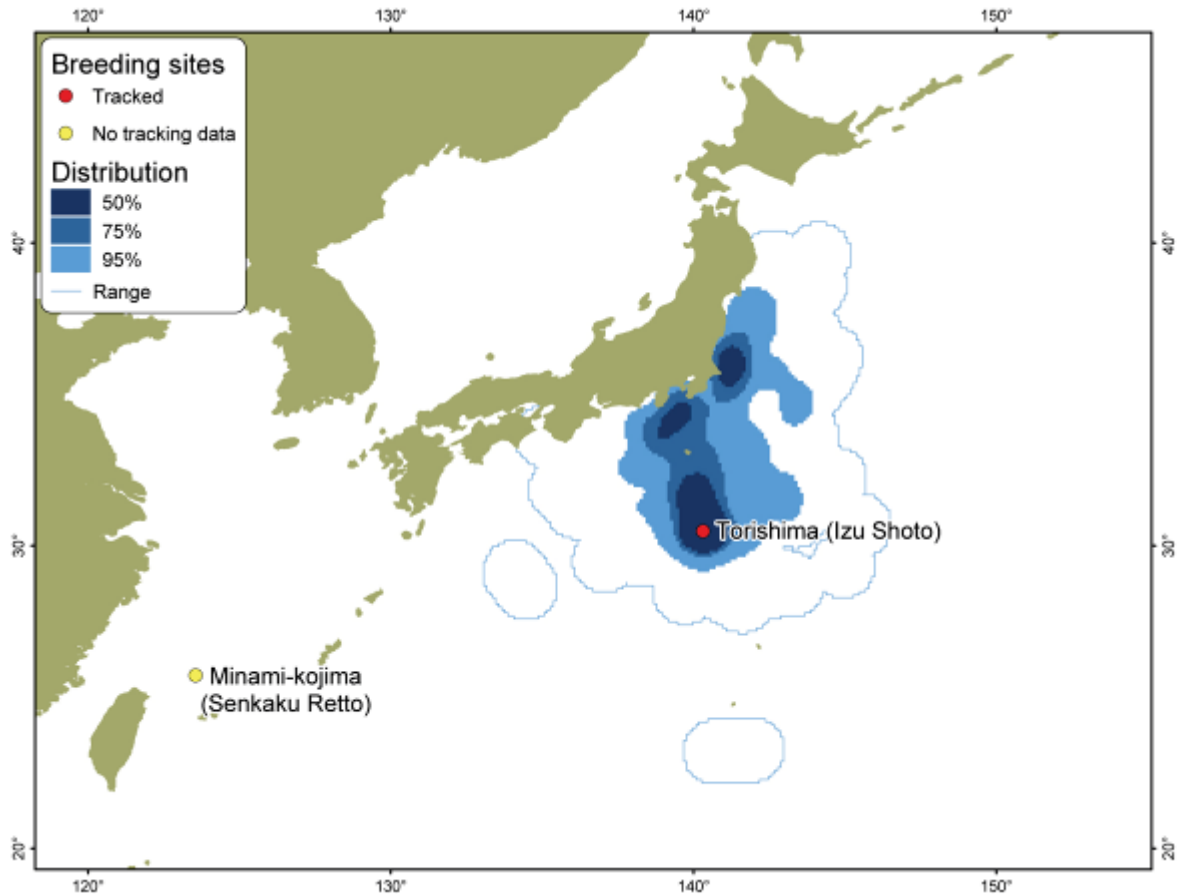 120°
130°
140°
150°
Breeding sites
Tracked
No tracking data
Distribution
50%
75%
95%
Range
40°
40°
Torishima (Izu Shoto)
30°
30°
Minami-kojima
(Senkaku Retto)
20°
20°
120°
130°
140°
150°